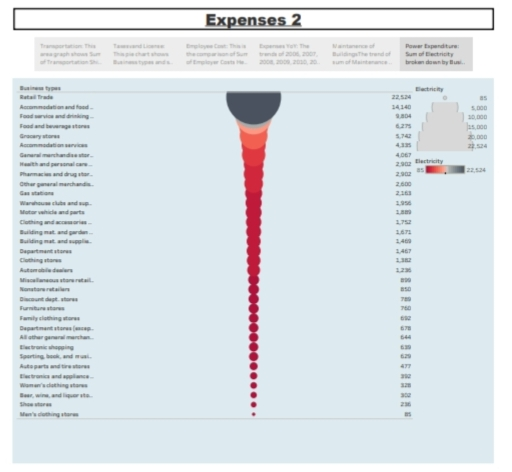 Expenses 2
Transportation: This
area graph shows Sum
of Transportation Shi...
Taxes and License:
This pie chart shows
Business types and s...
Employee Cost: This is
the comparison of Sum
of Employer Costs He...
Expenses YoY: The
trends of 2006, 2007,
2008, 2009, 2010, 20...
Maintenence of
Buildings:The trend of
sum of Maintenance...
Power Expenditure:
Sum of Electricity
broken down by Busi...
Business types
Retail Trade 22,524
Accommodation and food... 14,140
Food service and drinking... 9,804
Food and beverage stores 6,275
Grocery stores 5,742
Accommodation services 4,335
General merchandise stor... 4,067
Health and personal care... 2,902
Pharmacies and drug stor... 2,902
Other general merchandis.. 2,600
Gas stations 2,163
Warehouse clubs and sup... 1,956
Motor vehicle and parts 1,889
Clothing and accessories ... 1,752
Building mat. and garden ... 1,671
Building mat. and supplie.. 1,469
Department stores 1,467
Clothing stores 1,382
Automobile dealers 1,236
Miscellaneous store retail.. 899
Nonstore retailers 850
Discount dept. stores 789
Furniture stores 760
Family clothing stores 692
Department stores (excep... 678
All other general merchan.. 644
Electronic shopping 638
Sporting, book, and musi.. 629
Auto parts and tire stores 477
Electronics and appliance... 392
Women's clothing stores 328
Beer, wine, and liquor sto.. 302
Shoe stores 236
Men's clothing stores 85
Electricity
85
5,000
10,000
15,000
20,000
22,524
Electricity
85 22,524